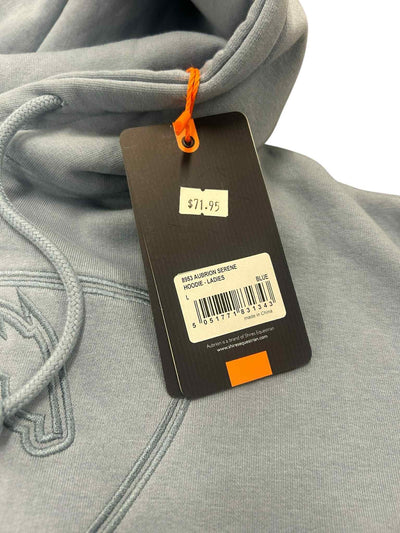 $71.95
8953 AUBRION SERENE
HOODIE - LADIES BLUE
L
5 051771 831343
made in China
Aubrion is a brand of Shires Equestrian
www.shiresequestrian.com